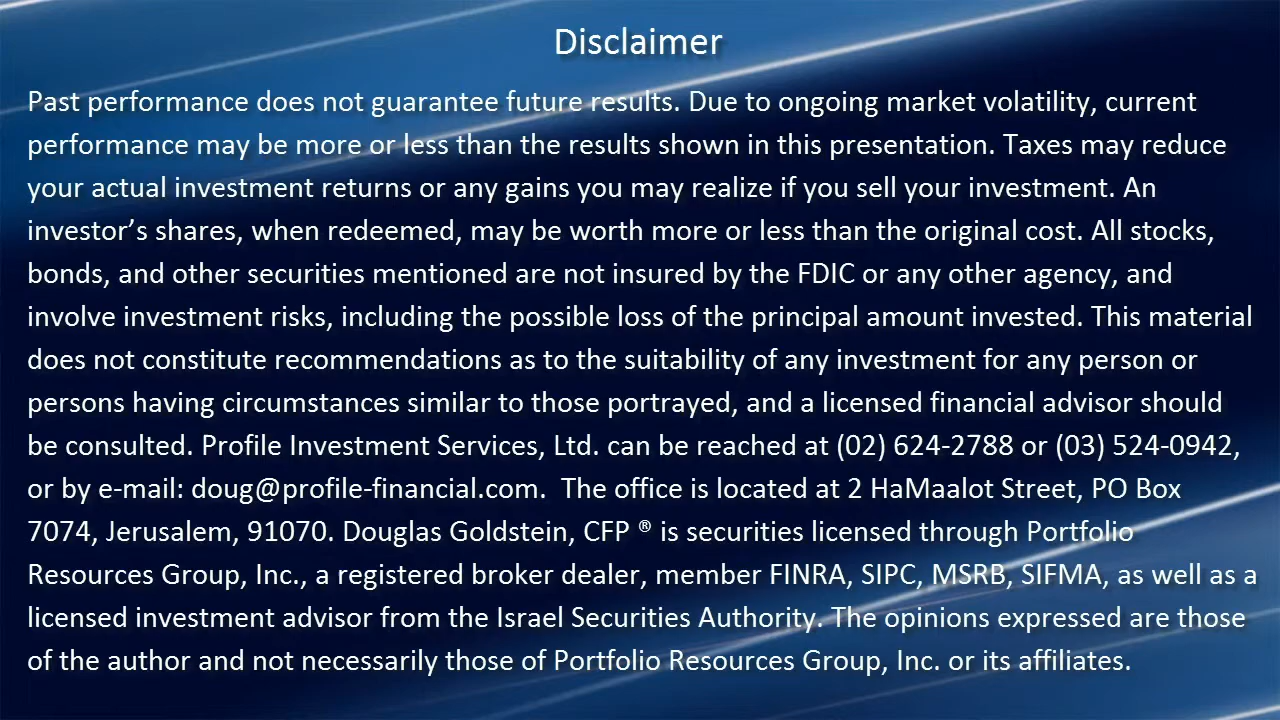 Disclaimer
Past performance does not guarantee future results. Due to ongoing market volatility, current
performance may be more or less than the results shown in this presentation. Taxes may reduce
your actual investment returns or any gains you may realize if you sell your investment. An
investor’s shares, when redeemed, may be worth more or less than the original cost. All stocks,
bonds, and other securities mentioned are not insured by the FDIC or any other agency, and
involve investment risks, including the possible loss of the principal amount invested. This material
does not constitute recommendations as to the suitability of any investment for any person or
persons having circumstances similar to those portrayed, and a licensed financial advisor should
be consulted. Profile Investment Services, Ltd. can be reached at (02) 624-2788 or (03) 524-0942,
or by e-mail: doug@profile-financial.com.  The office is located at 2 HaMaalot Street, PO Box
7074, Jerusalem, 91070. Douglas Goldstein, CFP ® is securities licensed through Portfolio
Resources Group, Inc., a registered broker dealer, member FINRA, SIPC, MSRB, SIFMA, as well as a
licensed investment advisor from the Israel Securities Authority. The opinions expressed are those
of the author and not necessarily those of Portfolio Resources Group, Inc. or its affiliates.